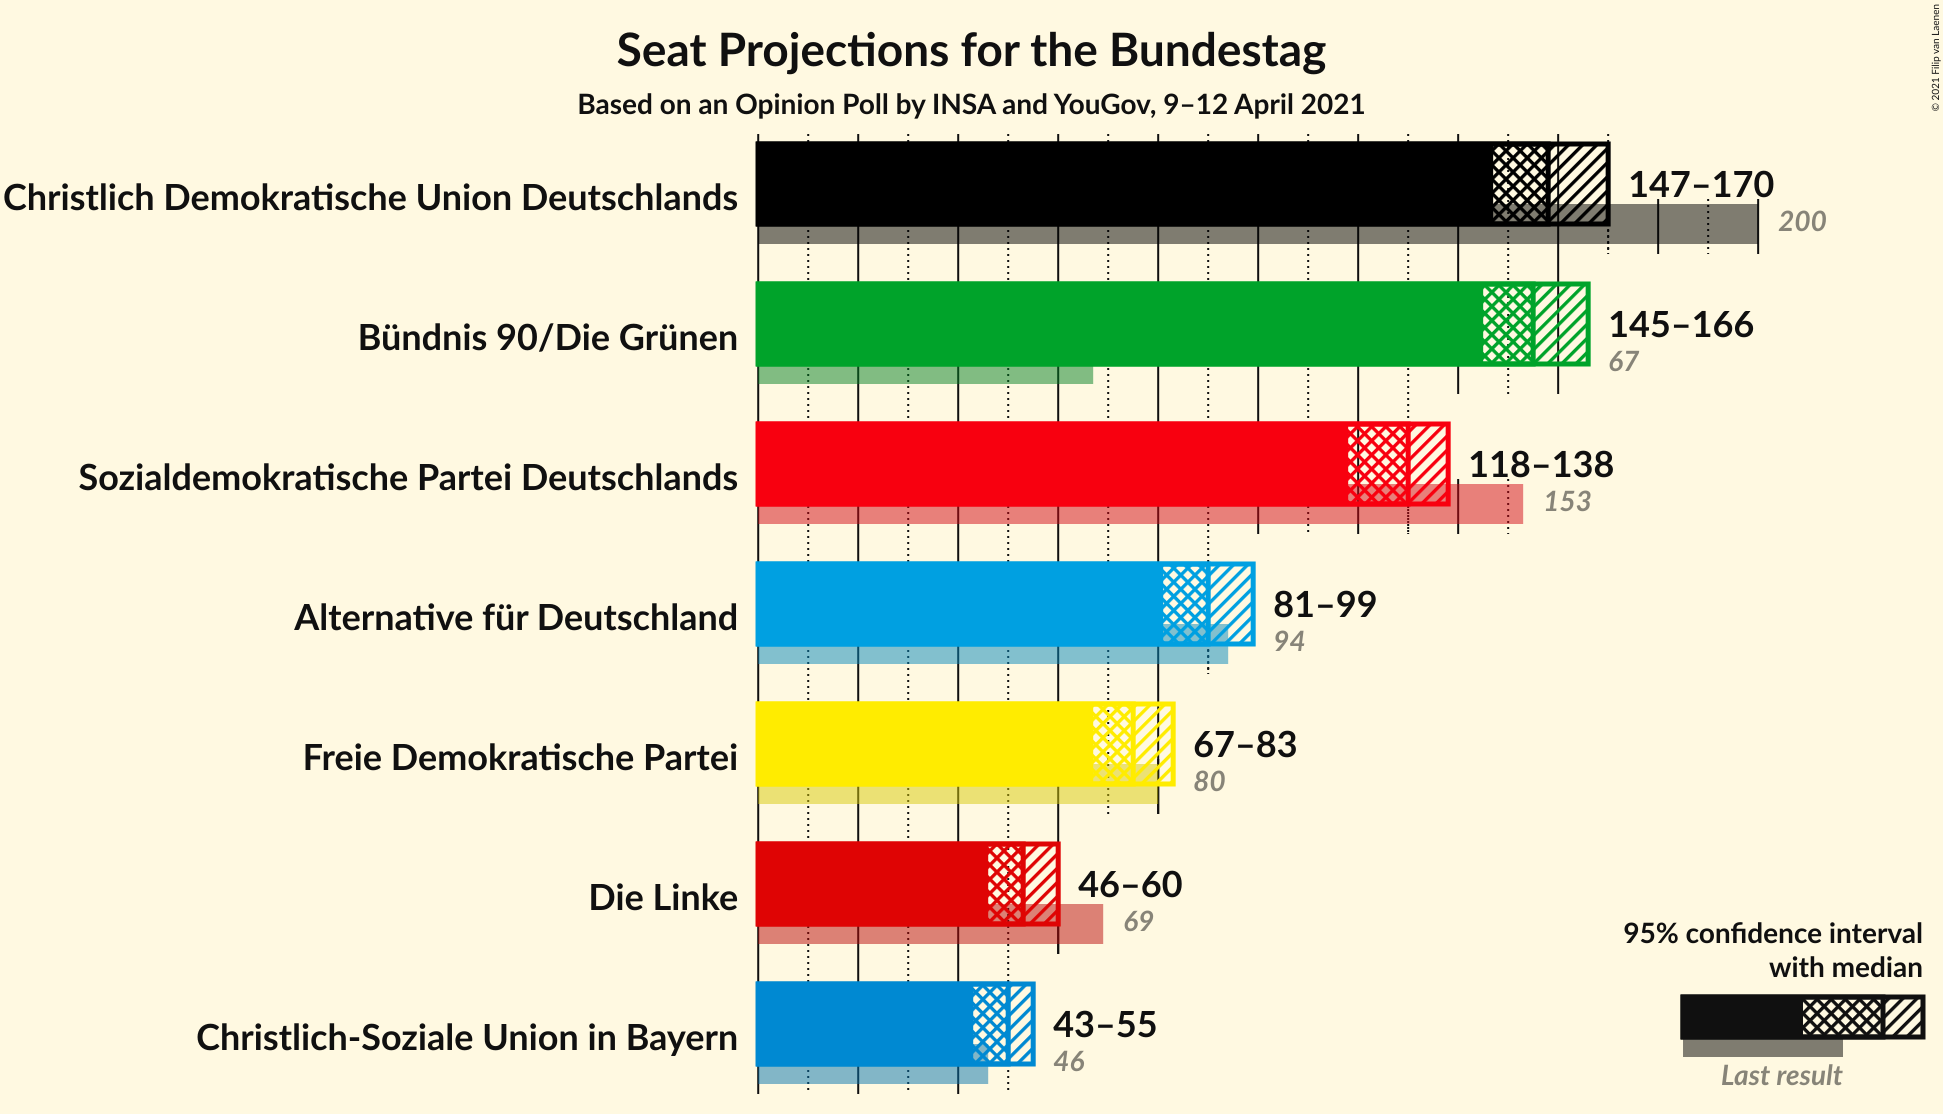 Seat Projections for the Bundestag
Based on an Opinion Poll by INSA and YouGov, 9–12 April 2021
© 2021 Filip van Laenen
Christlich Demokratische Union Deutschlands
147–170
200
Bündnis 90/Die Grünen
145–166
67
Sozialdemokratische Partei Deutschlands
118–138
153
Alternative für Deutschland
81–99
94
Freie Demokratische Partei
67–83
80
Die Linke
46–60
69
Christlich-Soziale Union in Bayern
43–55
46
95% confidence interval
with median
Last result